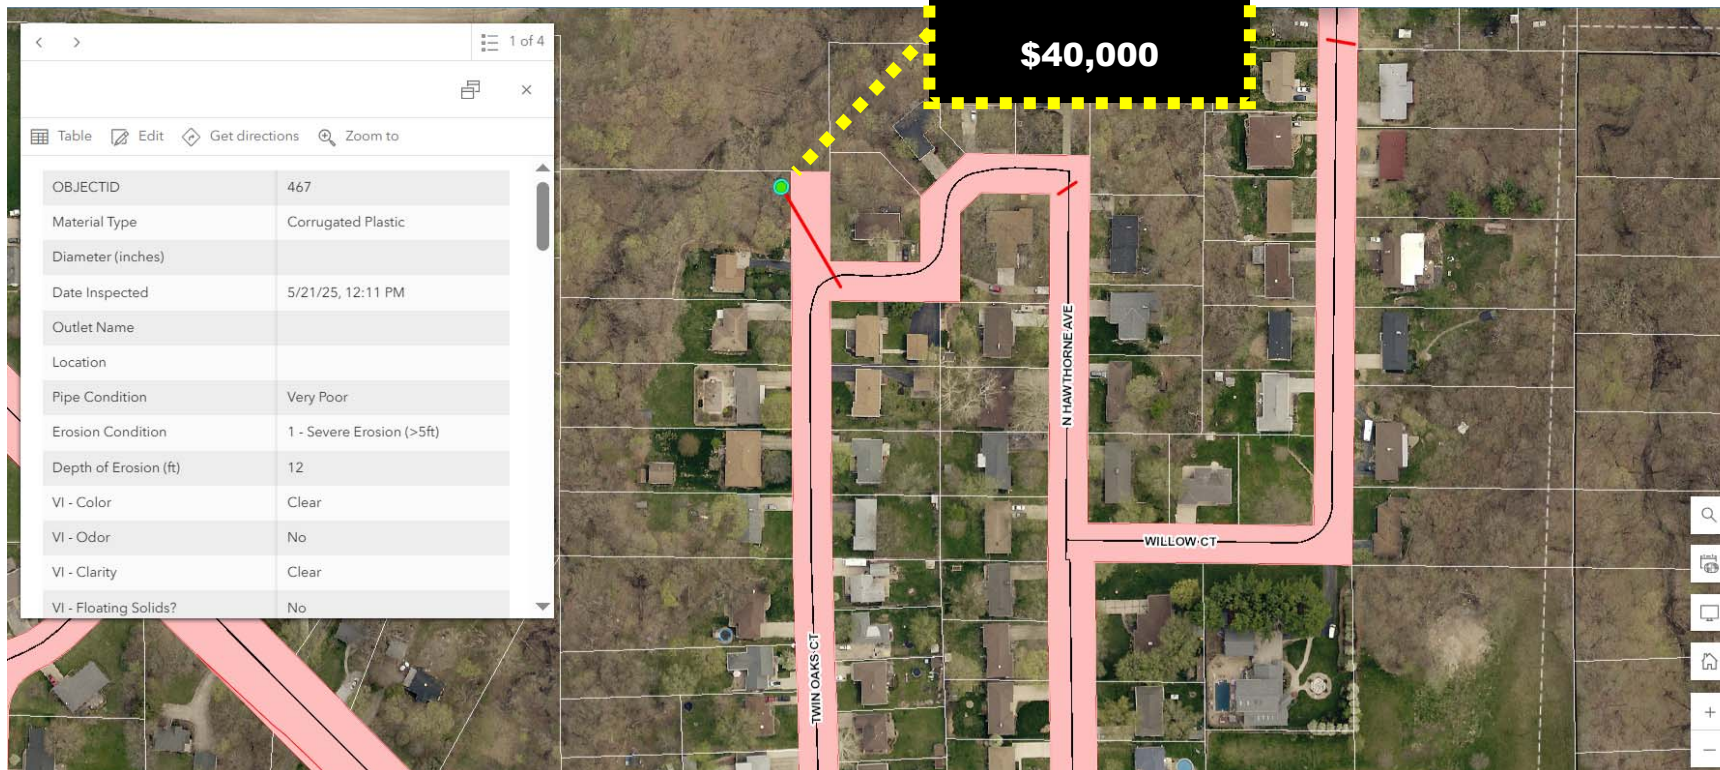 1 of 4
$40,000
Table Edit Get directions Zoom to
OBJECTID 467
Material Type Corrugated Plastic
Diameter (inches)
Date Inspected 5/21/25, 12:11 PM
Outlet Name
Location
Pipe Condition Very Poor
Erosion Condition 1 - Severe Erosion (>5ft)
Depth of Erosion (ft) 12
VI - Color Clear
VI - Odor No
VI - Clarity Clear
VI - Floating Solids? No
N HAWTHORNE AVE
WILLOW CT
TWIN OAKS CT